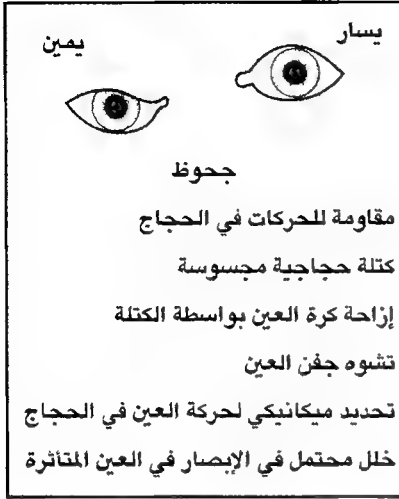 يسار
يمين
جحوظ
مقاومة للحركات في الحجاج
كتلة حجاجية مجسوسة
إزاحة كرة العين بواسطة الكتلة
تشوه جفن العين
تحديد ميكانيكي لحركة العين في الحجاج
خلل محتمل في الإبصار في العين المتأثرة